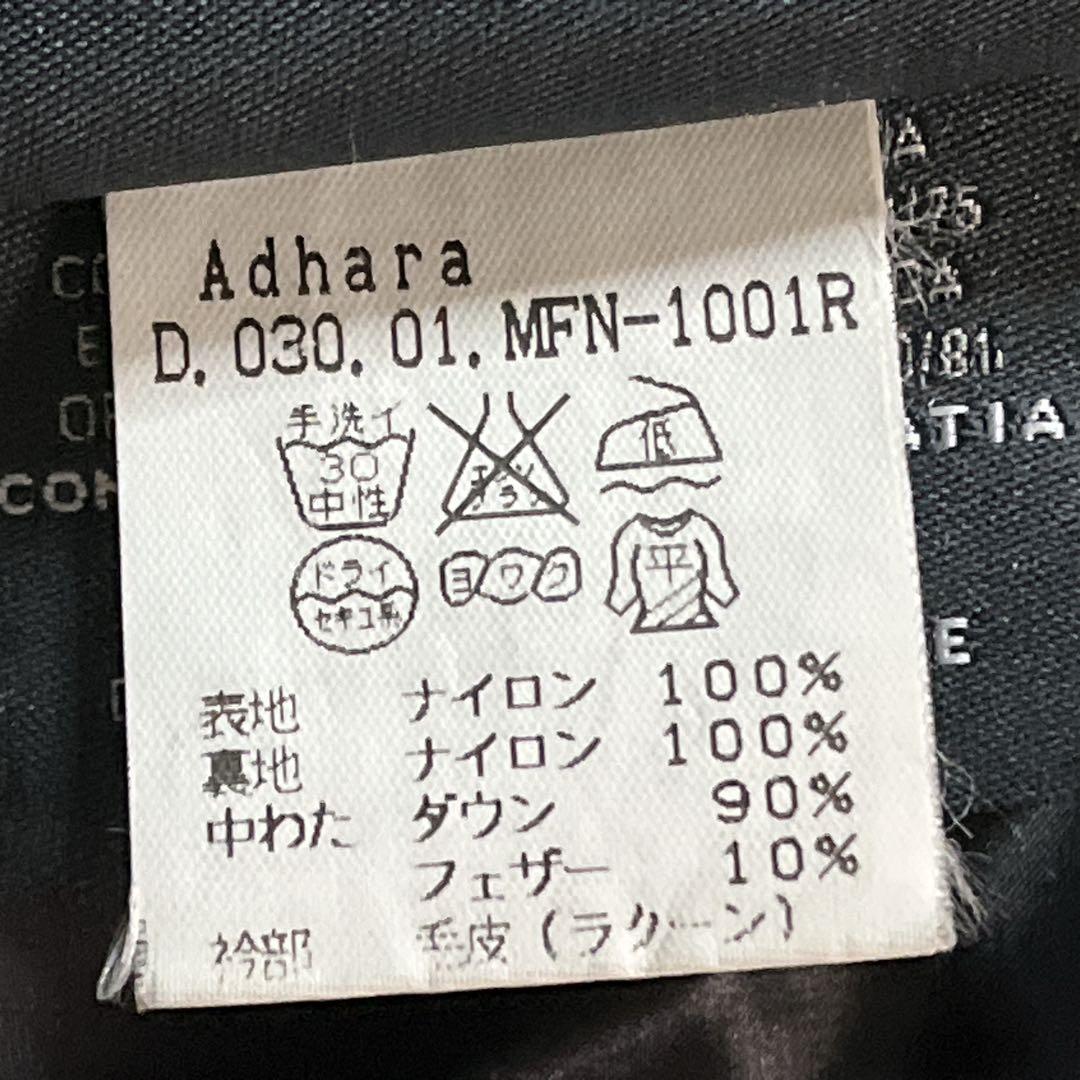 Adhara
D.030.01.MFN-1001R
手洗イ
30
中性
低
ドライ
セキユ系
ヨワク
平
表地 ナイロン 100%
裏地 ナイロン 100%
中わた ダウン 90%
フェザー 10%
衿部 毛皮(ラクーン)